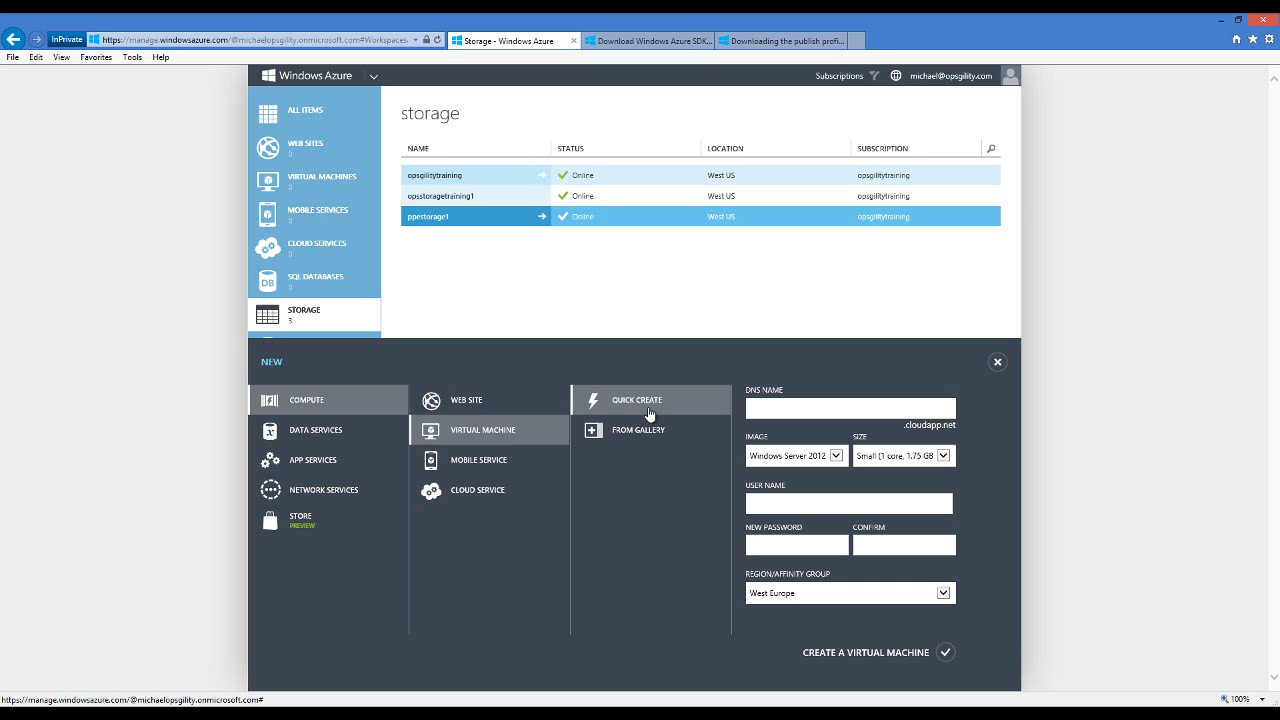 InPrivate
https://manage.windowsazure.com/@michaelopsgility.onmicrosoft.com#Workspaces.
Storage - Windows Azure
Download Windows Azure SDK...
Downloading the publish profi...
File Edit View Favorites Tools Help
Windows Azure
Subscriptions
michael@opsgility.com
ALL ITEMS
WEB SITES
0
VIRTUAL MACHINES
0
MOBILE SERVICES
0
CLOUD SERVICES
0
DB
SQL DATABASES
0
STORAGE
3
storage
NAME STATUS LOCATION SUBSCRIPTION
opsgilitytraining Online West US opsgilitytraining
opsstoragetraining1 Online West US opsgilitytraining
ppestorage1 Online West US opsgilitytraining
NEW
COMPUTE
DATA SERVICES
APP SERVICES
NETWORK SERVICES
STORE
PREVIEW
WEB SITE
VIRTUAL MACHINE
MOBILE SERVICE
CLOUD SERVICE
QUICK CREATE
FROM GALLERY
DNS NAME
.cloudapp.net
IMAGE SIZE
Windows Server 2012 Small (1 core, 1.75 GB
USER NAME
NEW PASSWORD CONFIRM
REGION/AFFINITY GROUP
West Europe
CREATE A VIRTUAL MACHINE
https://manage.windowsazure.com/@michaelopsgility.onmicrosoft.com#
100%